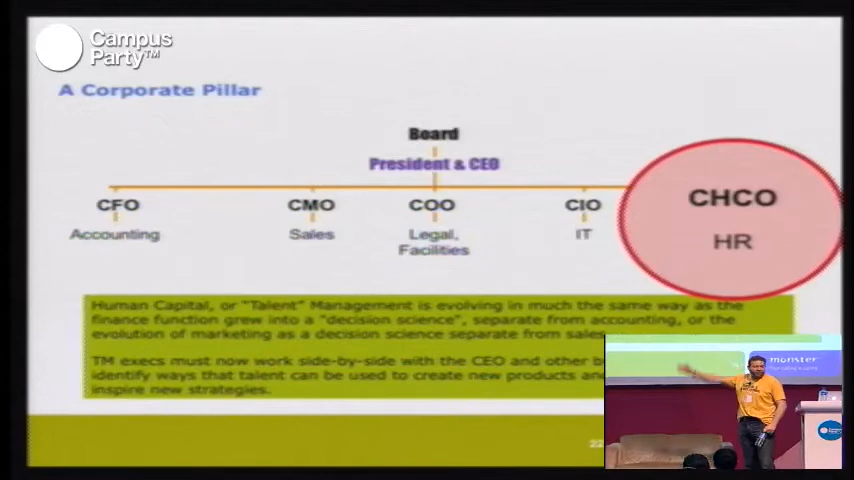 Campus
Party™
A Corporate Pillar
Board
President & CEO
CFO
CMO
COO
CIO
CHCO
Accounting
Sales
Legal,
Facilities
IT
HR
Human Capital, or "Talent" Management is evolving in much the same way as the
finance function grew into a "decision science", separate from accounting, or the
evolution of marketing as a decision science separate from sales
TM execs must now work side-by-side with the CEO and other b
identify ways that talent can be used to create new products and
inspire new strategies.
22
monster